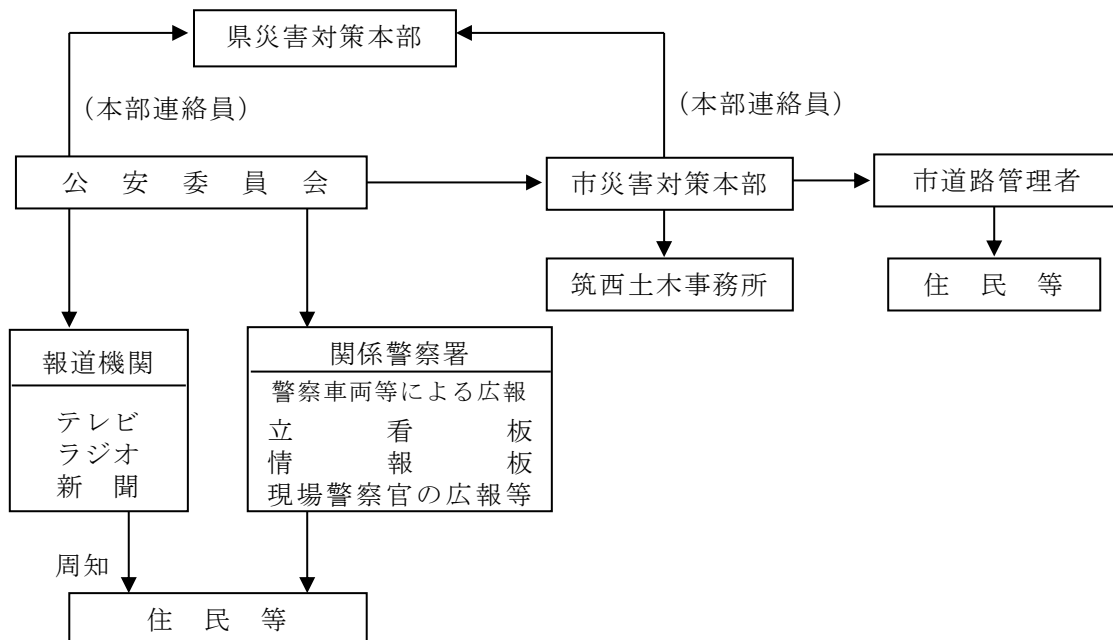 県災害対策本部
（本部連絡員）
（本部連絡員）
公 安 委 員 会
市災害対策本部
市道路管理者
筑西土木事務所
住 民 等
報道機関
テレビ
ラジオ
新 聞
関係警察署
警察車両等による広報
立 看 板
情 報 板
現場警察官の広報等
周知
住 民 等